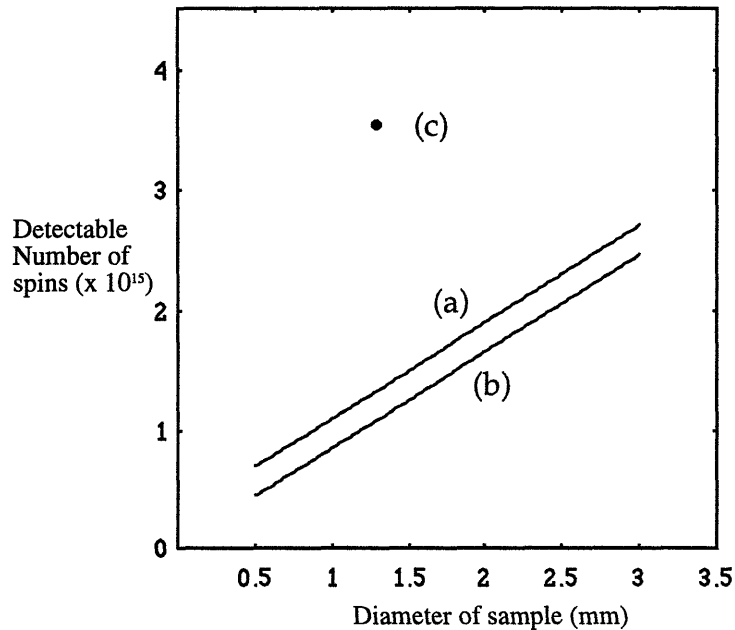 4
(c)
3
Detectable
Number of
spins (x 10¹⁵)
(a)
2
(b)
1
0
0.5 1 1.5 2 2.5 3 3.5
Diameter of sample (mm)